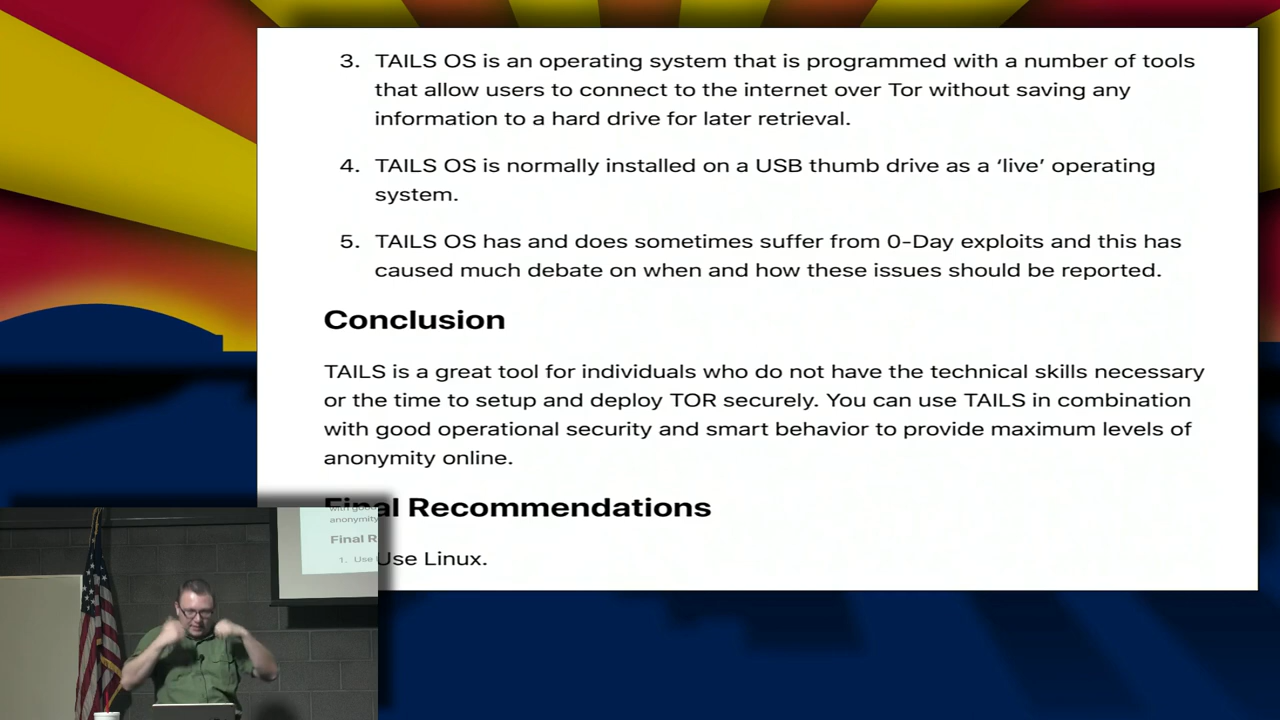 3. TAILS OS is an operating system that is programmed with a number of tools
that allow users to connect to the internet over Tor without saving any
information to a hard drive for later retrieval.
4. TAILS OS is normally installed on a USB thumb drive as a ‘live’ operating
system.
5. TAILS OS has and does sometimes suffer from 0-Day exploits and this has
caused much debate on when and how these issues should be reported.
Conclusion
TAILS is a great tool for individuals who do not have the technical skills necessary
or the time to setup and deploy TOR securely. You can use TAILS in combination
with good operational security and smart behavior to provide maximum levels of
anonymity online.
Final Recommendations
Use Linux.
with good
anonymity
Final R
1. Use